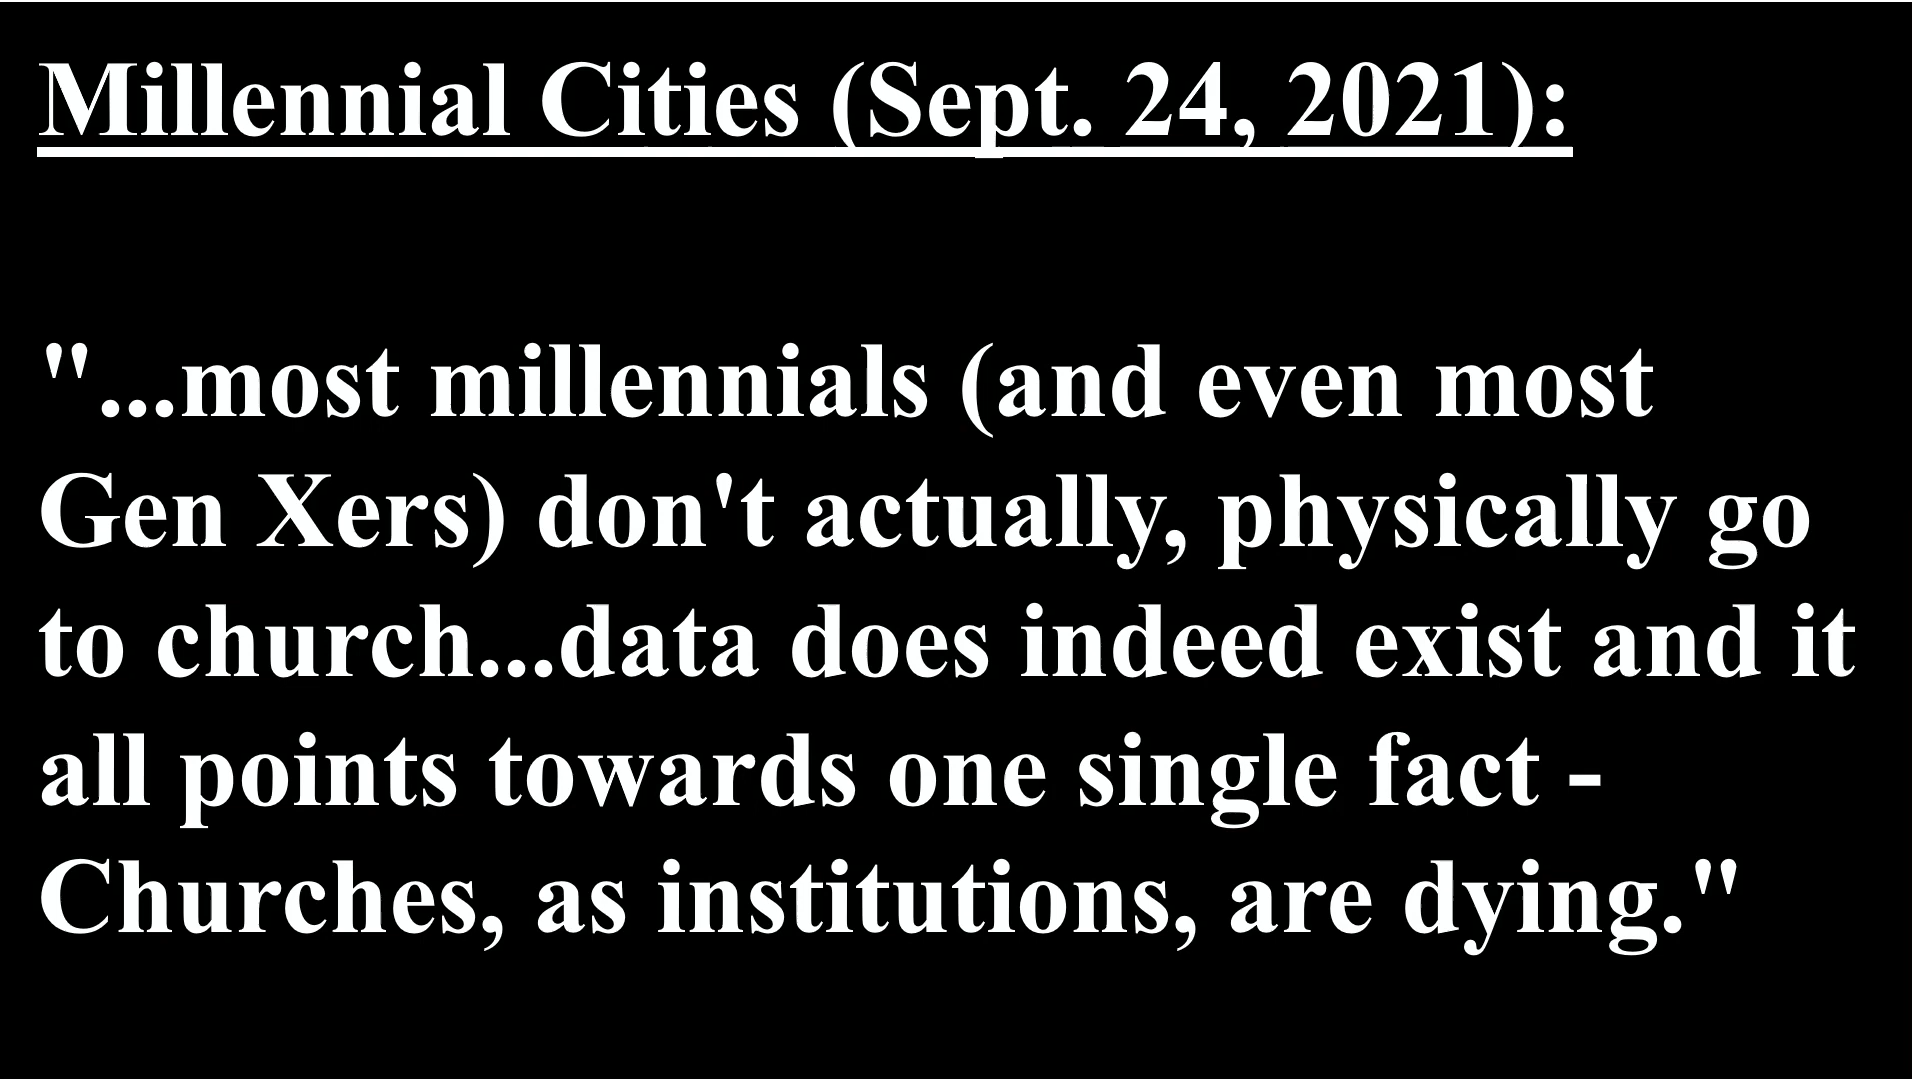 Millennial Cities (Sept. 24, 2021):
"...most millennials (and even most
Gen Xers) don't actually, physically go
to church...data does indeed exist and it
all points towards one single fact -
Churches, as institutions, are dying."